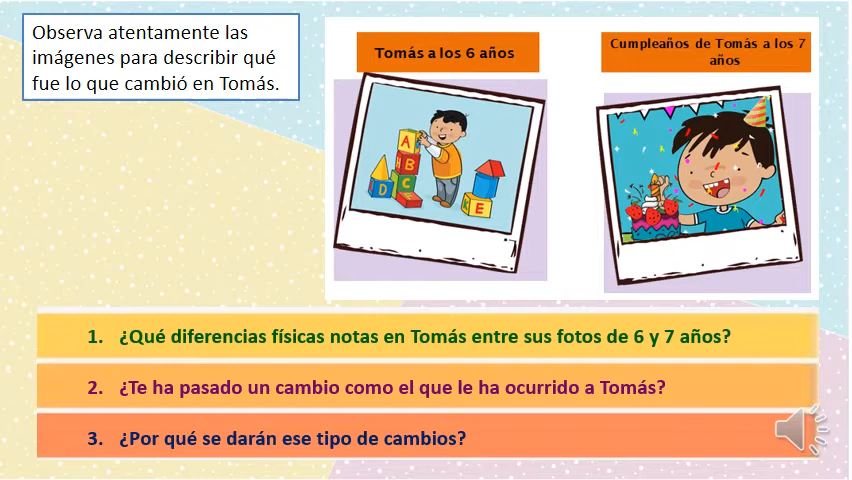 Observa atentamente las
imágenes para describir qué
fue lo que cambió en Tomás.
Tomás a los 6 años
Cumpleaños de Tomás a los 7
años
A
B
C
D
E
1. ¿Qué diferencias físicas notas en Tomás entre sus fotos de 6 y 7 años?
2. ¿Te ha pasado un cambio como el que le ha ocurrido a Tomás?
3. ¿Por qué se darán ese tipo de cambios?